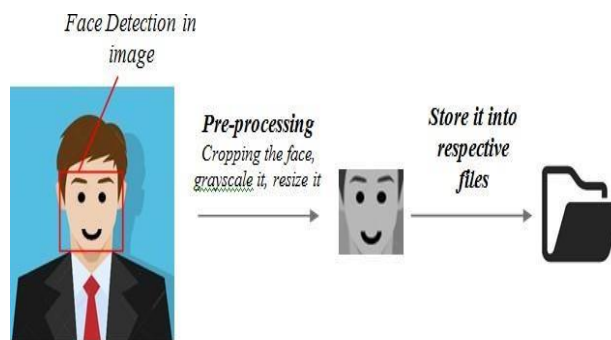 Face Detection in
image
Pre-processing
Cropping the face,
grayscale it, resize it
Store it into
respective
files